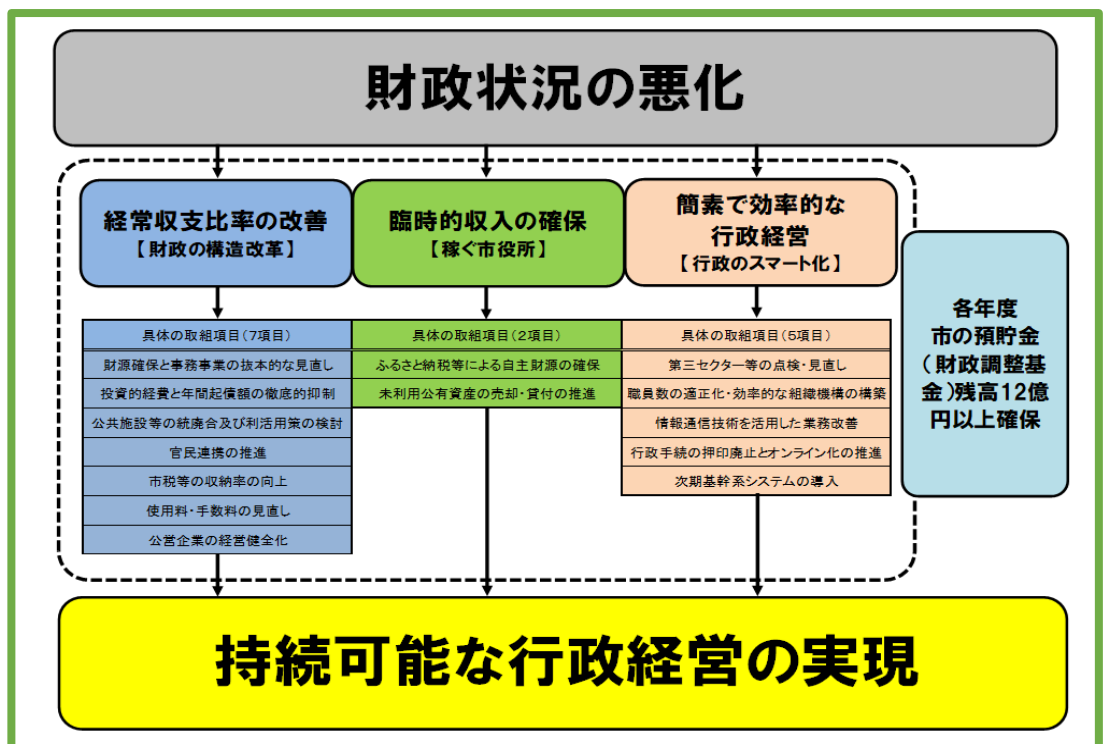 財政状況の悪化
経常収支比率の改善
【財政の構造改革】
具体の取組項目(7項目)
財源確保と事務事業の抜本的な見直し
投資的経費と年間起債額の徹底的抑制
公共施設等の統廃合及び利活用策の検討
官民連携の推進
市税等の収納率の向上
使用料・手数料の見直し
公営企業の経営健全化
臨時的収入の確保
【稼ぐ市役所】
具体の取組項目(2項目)
ふるさと納税等による自主財源の確保
未利用公有資産の売却・貸付の推進
簡素で効率的な
行政経営
【行政のスマート化】
具体の取組項目(5項目)
第三セクター等の点検・見直し
職員数の適正化・効率的な組織機構の構築
情報通信技術を活用した業務改善
行政手続の押印廃止とオンライン化の推進
次期基幹系システムの導入
各年度
市の預貯金
(財政調整基
金)残高12億
円以上確保
持続可能な行政経営の実現